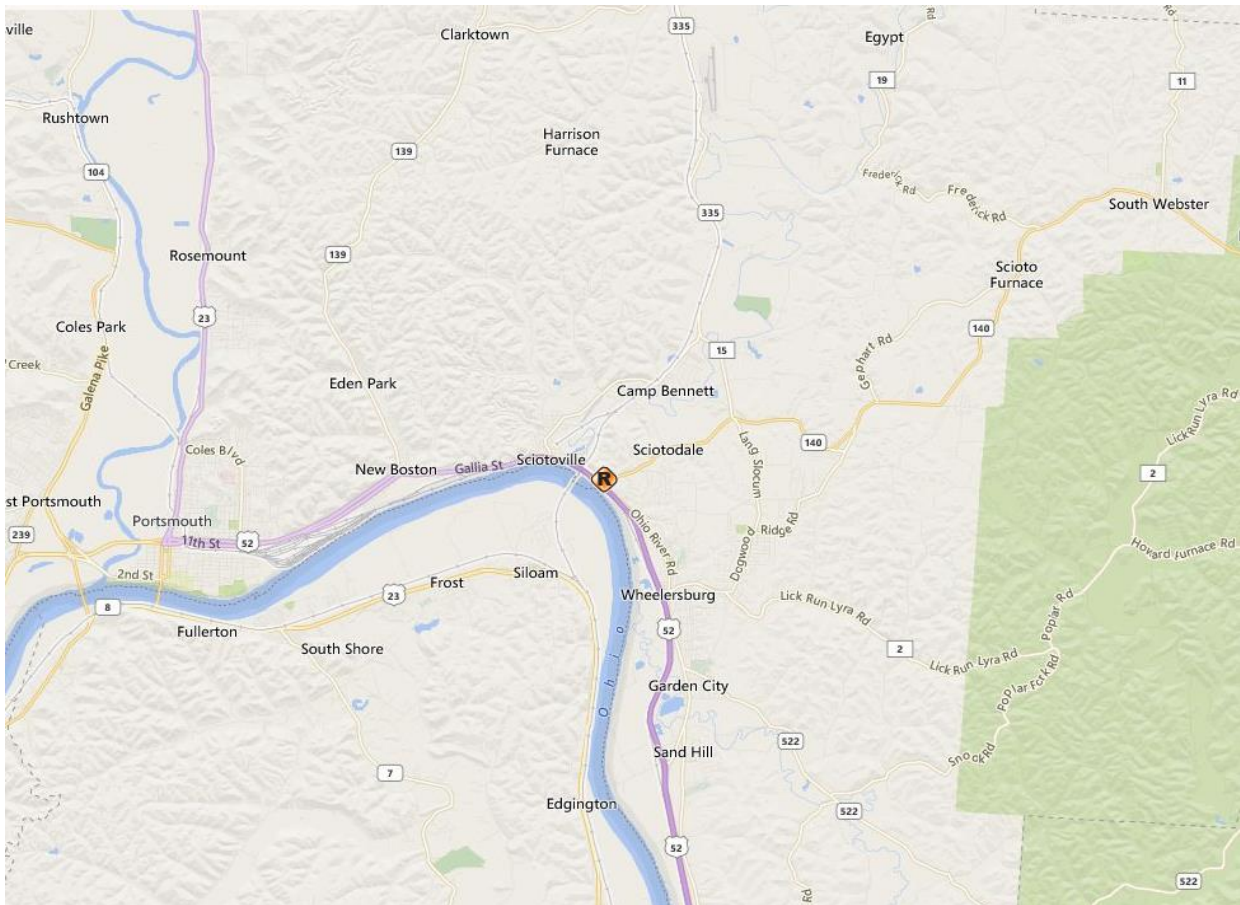 ville
Clarktown
335
Egypt
Rd
19
11
Rushtown
Harrison
Furnace
139
104
Frederick Rd
Frederick Rd
South Webster
335
Rosemount
139
Scioto
Furnace
23
Coles Park
140
15
Gephart Rd
Creek
Galena Pike
Eden Park
Camp Bennett
Lick Run Lyra Rd
Coles Blvd
New Boston
Gallia St
Sciotoville
Sciotodale
140
Lang Slocum
R
2
st Portsmouth
Portsmouth
239
11th St
52
Ohio River Rd
Dogwood Ridge Rd
Howard Furnace Rd
2nd St
Frost
Siloam
23
8
Wheelersburg
Lick Run Lyra Rd
Poplar Rd
Fullerton
52
South Shore
2
Lick Run Lyra Rd
Ohio
Garden City
Poplar Fork Rd
522
Sand Hill
Snook Rd
7
Edgington
522
52
522
Rd